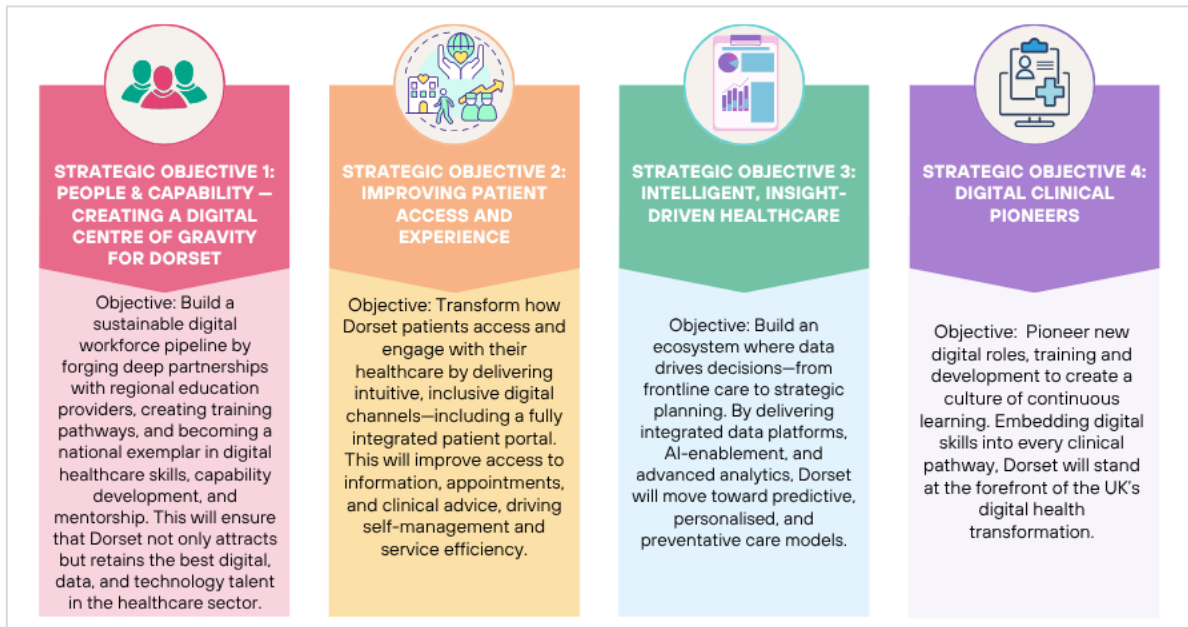 STRATEGIC OBJECTIVE 1:
PEOPLE & CAPABILITY —
CREATING A DIGITAL
CENTRE OF GRAVITY
FOR DORSET
Objective: Build a
sustainable digital
workforce pipeline by
forging deep partnerships
with regional education
providers, creating training
pathways, and becoming a
national exemplar in digital
healthcare skills, capability
development, and
mentorship. This will ensure
that Dorset not only attracts
but retains the best digital,
data, and technology talent
in the healthcare sector.
STRATEGIC OBJECTIVE 2:
IMPROVING PATIENT
ACCESS AND
EXPERIENCE
Objective: Transform how
Dorset patients access and
engage with their
healthcare by delivering
intuitive, inclusive digital
channels—including a fully
integrated patient portal.
This will improve access to
information, appointments,
and clinical advice, driving
self-management and
service efficiency.
STRATEGIC OBJECTIVE 3:
INTELLIGENT, INSIGHT-
DRIVEN HEALTHCARE
Objective: Build an
ecosystem where data
drives decisions—from
frontline care to strategic
planning. By delivering
integrated data platforms,
AI-enablement, and
advanced analytics, Dorset
will move toward predictive,
personalised, and
preventative care models.
STRATEGIC OBJECTIVE 4:
DIGITAL CLINICAL
PIONEERS
Objective: Pioneer new
digital roles, training and
development to create a
culture of continuous
learning. Embedding digital
skills into every clinical
pathway, Dorset will stand
at the forefront of the UK's
digital health
transformation.